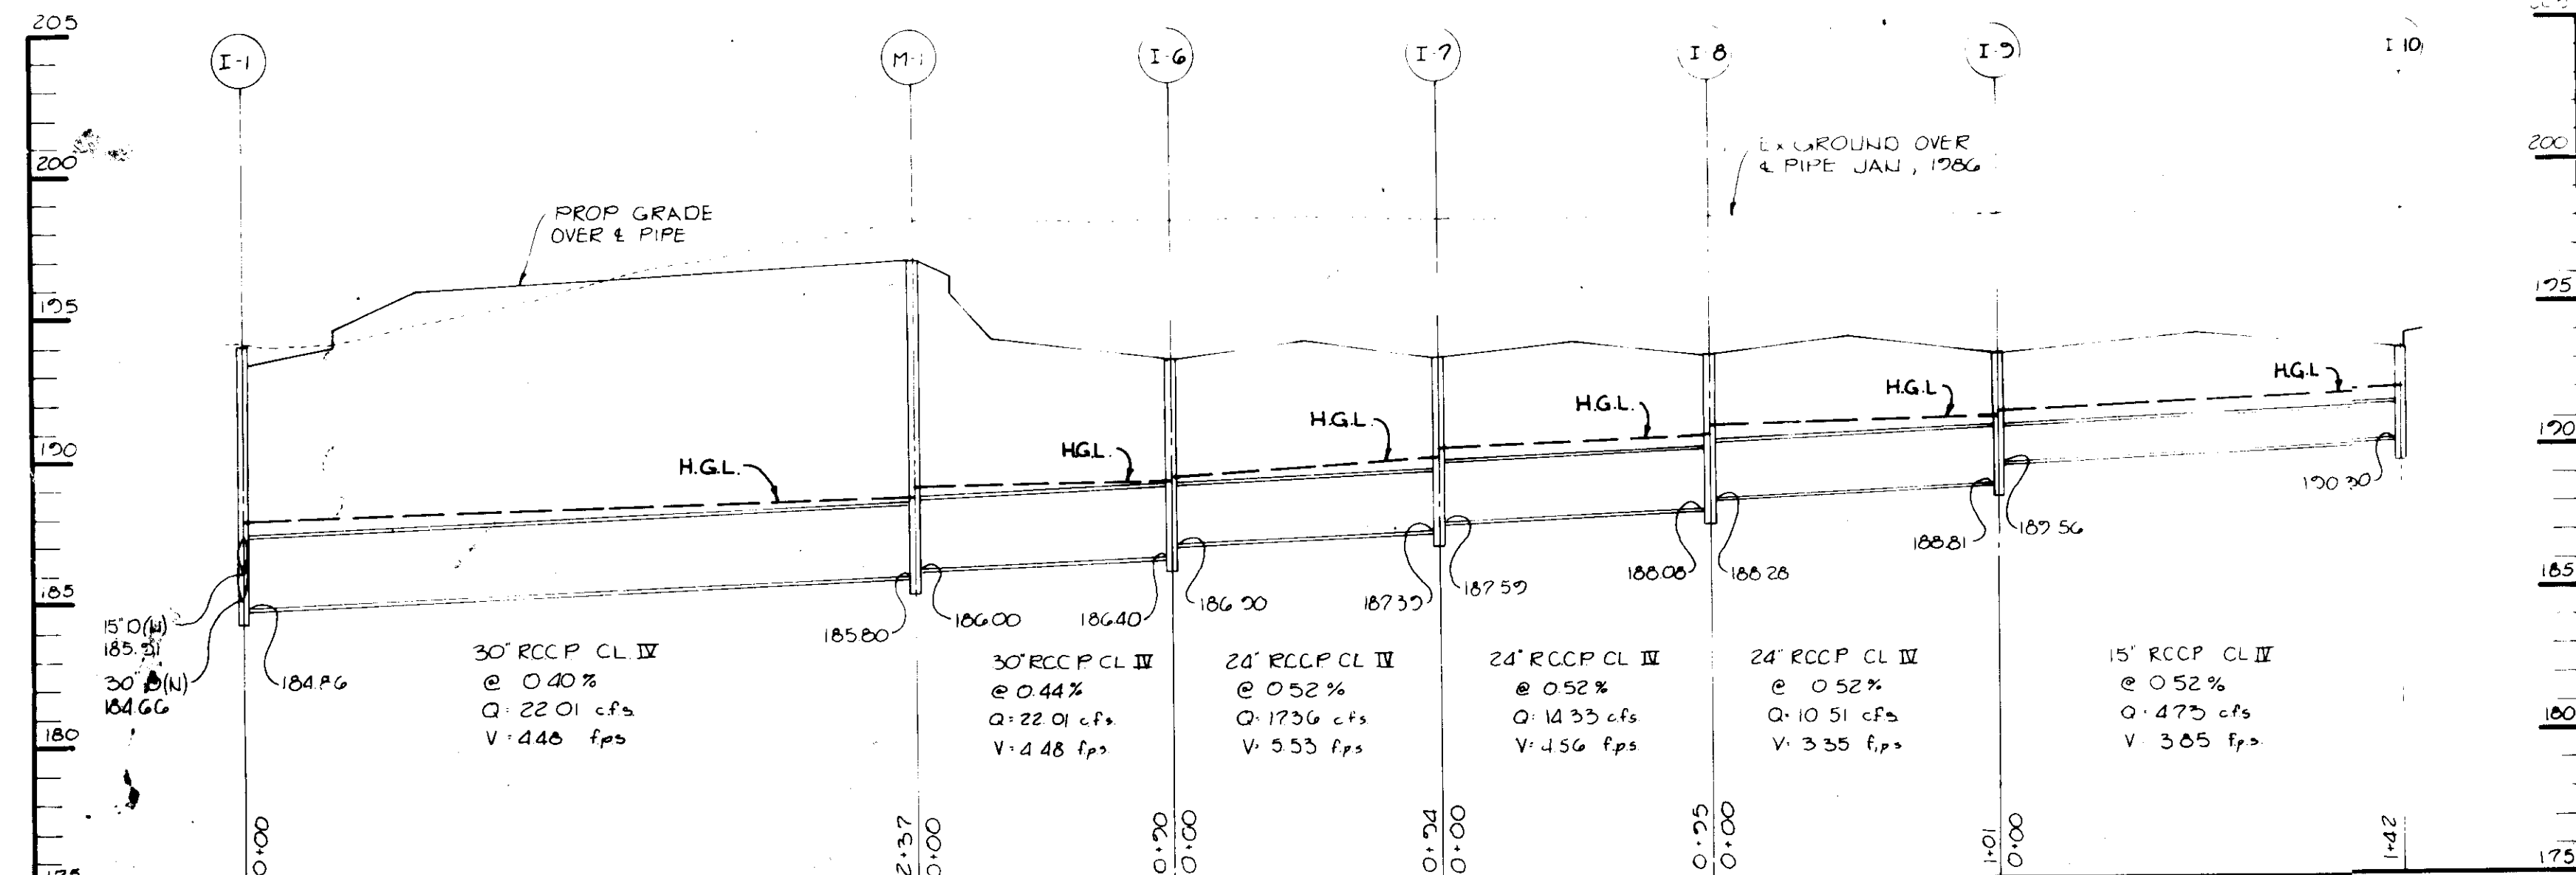 205
I-1
M-1
I-6
I-7
I-8
I-9
I 10
200
200
EX GROUND OVER
℄ PIPE JAN, 1986
PROP GRADE
OVER ℄ PIPE
195
195
H.G.L.
H.G.L.
H.G.L.
H.G.L.
H.G.L
H.G.L
190
190
185
185
15" D(N)
30" D(N)
184.66
184.86
185.80
186.00
186.40
186.90
187.39
187.59
188.08
188.28
188.81
189.56
190.30
30" RCCP CL. IV
@ 0.40%
Q: 22.01 cfs
V: 4.48 fps
30" RCCP CL IV
@ 0.44%
Q: 22.01 cfs.
V: 4.48 fps.
24" RCCP CL IV
@ 0.52%
Q: 17.36 cfs
V: 5.53 fps
24" RCCP CL IV
@ 0.52%
Q: 14.33 cfs
V: 4.56 fps
24" RCCP CL IV
@ 0.52%
Q: 10.51 cfs
V: 3.35 f.ps
15" RCCP CL IV
@ 0.52%
Q: 4.73 cfs
V 3.85 f.p.s.
180
180
0+00
2+37
0+00
0+90
0+00
0+94
0+00
0+95
0+00
1+01
0+00
1+42
175
175